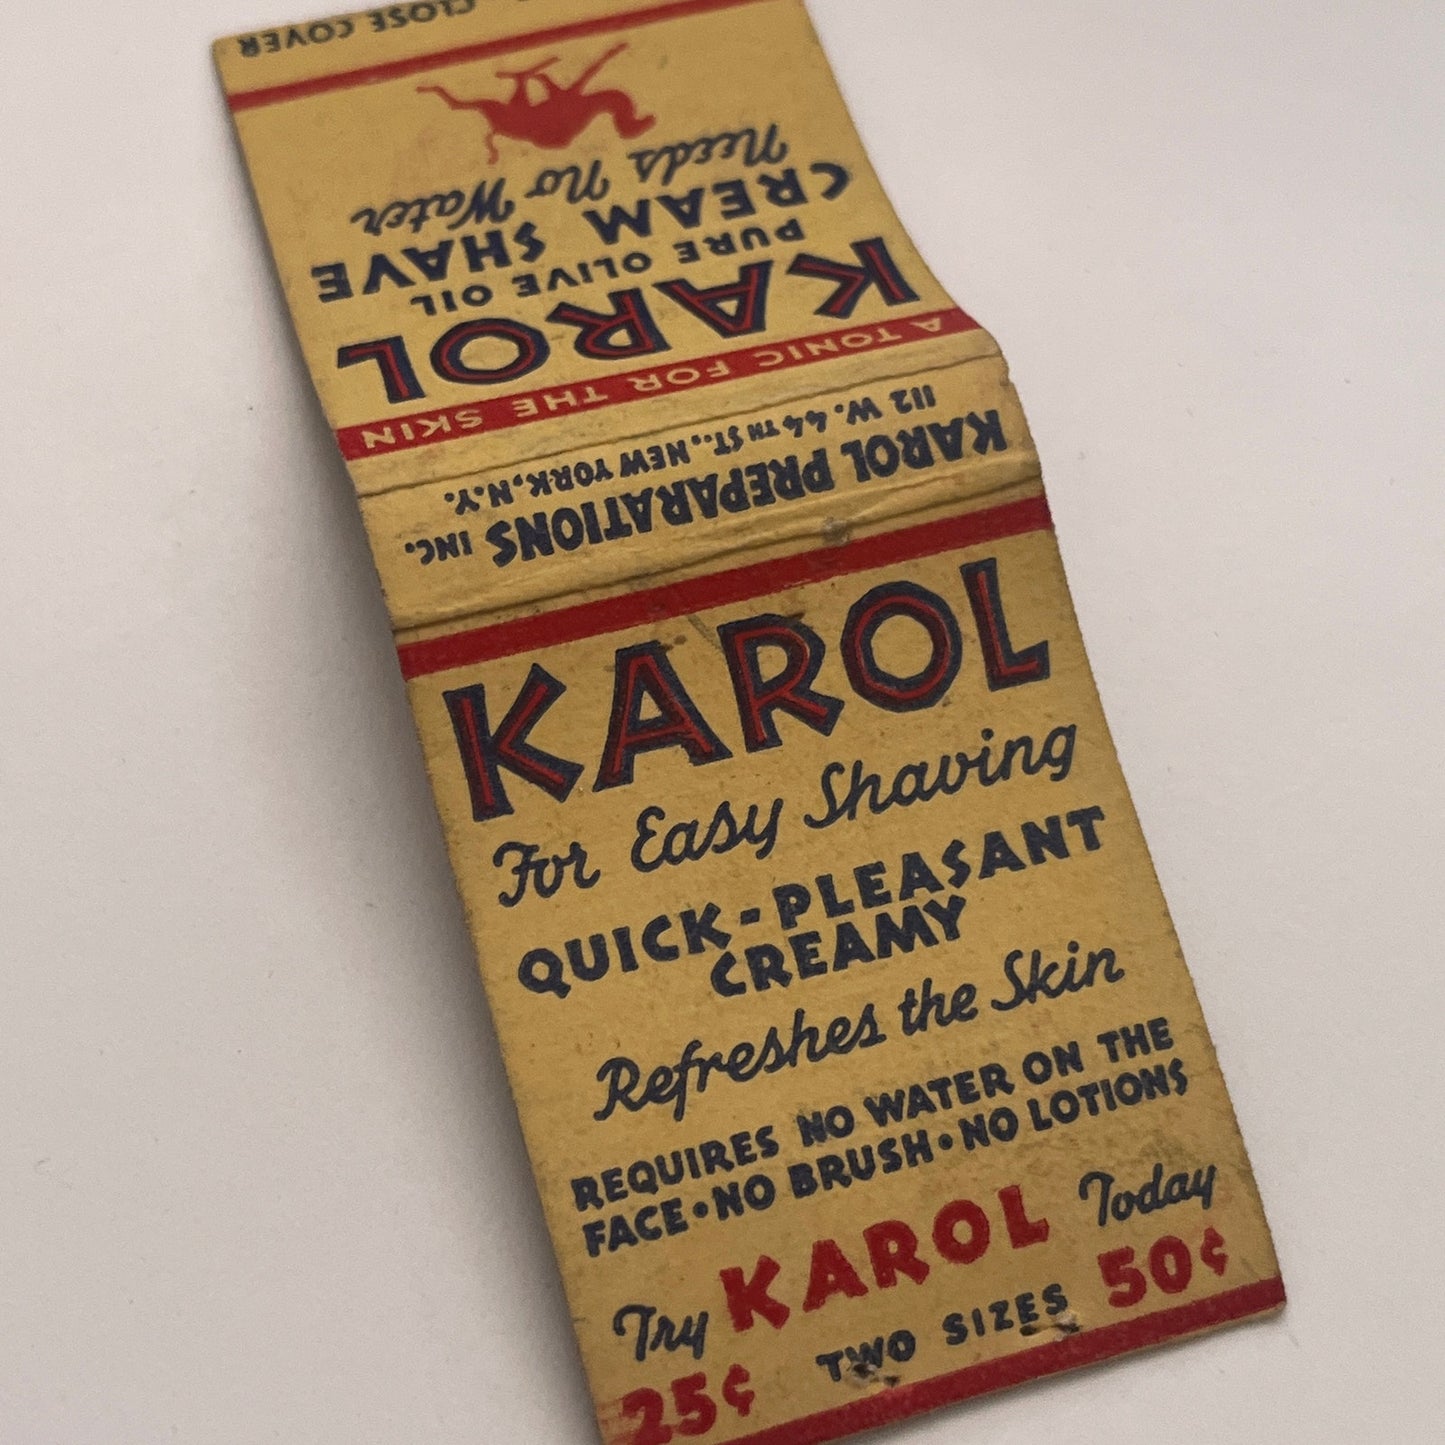 CLOSE COVER
Needs No Water
CREAM SHAVE
PURE OLIVE OIL
KAROL
A TONIC FOR THE SKIN
KAROL PREPARATIONS INC.
112 W. 44TH ST., NEW YORK, N.Y.
KAROL
For Easy Shaving
QUICK-PLEASANT
CREAMY
Refreshes the Skin
REQUIRES NO WATER ON THE
FACE•NO BRUSH•NO LOTIONS
Try KAROL Today
25¢ TWO SIZES 50¢